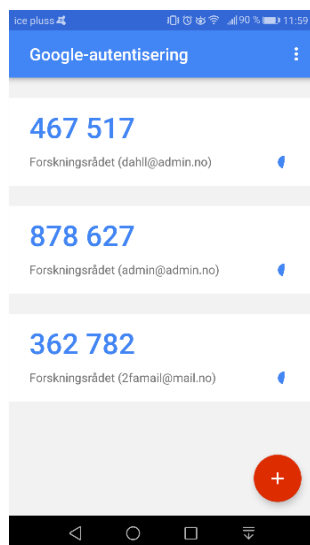 ice pluss 90 % 11:59
Google-autentisering
467 517
Forskningsrådet (dahll@admin.no)
878 627
Forskningsrådet (admin@admin.no)
362 782
Forskningsrådet (2famail@mail.no)
+